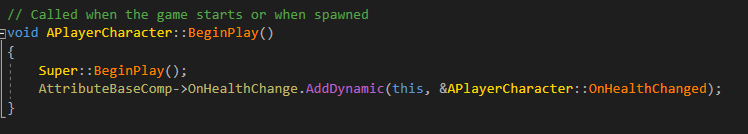 // Called when the game starts or when spawned
void APlayerCharacter::BeginPlay()
{
    Super::BeginPlay();
    AttributeBaseComp->OnHealthChange.AddDynamic(this, &APlayerCharacter::OnHealthChanged);
}